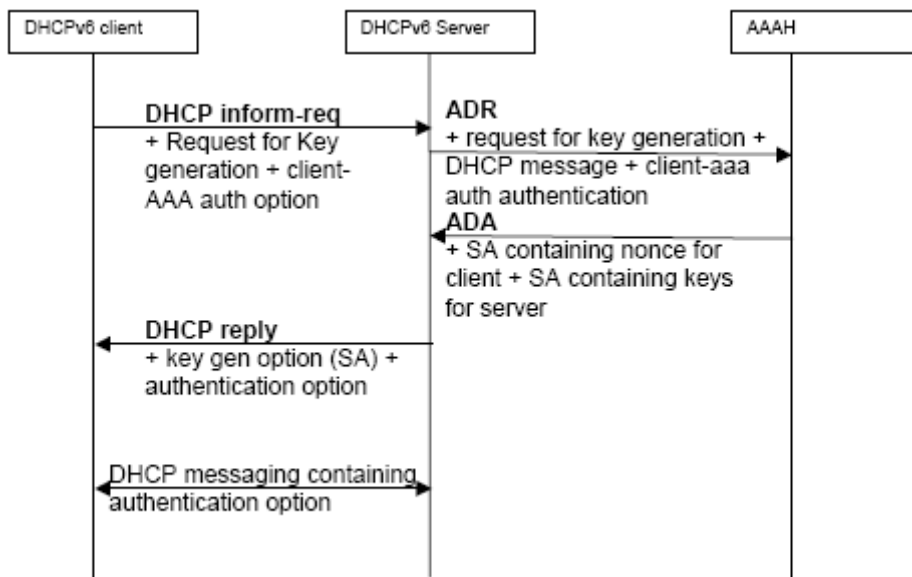 DHCPv6 client
DHCPv6 Server
AAAH
DHCP inform-req
+ Request for Key
generation + client-
AAA auth option
ADR
+ request for key generation +
DHCP message + client-aaa
auth authentication
ADA
+ SA containing nonce for
client + SA containing keys
for server
DHCP reply
+ key gen option (SA) +
authentication option
DHCP messaging containing
authentication option